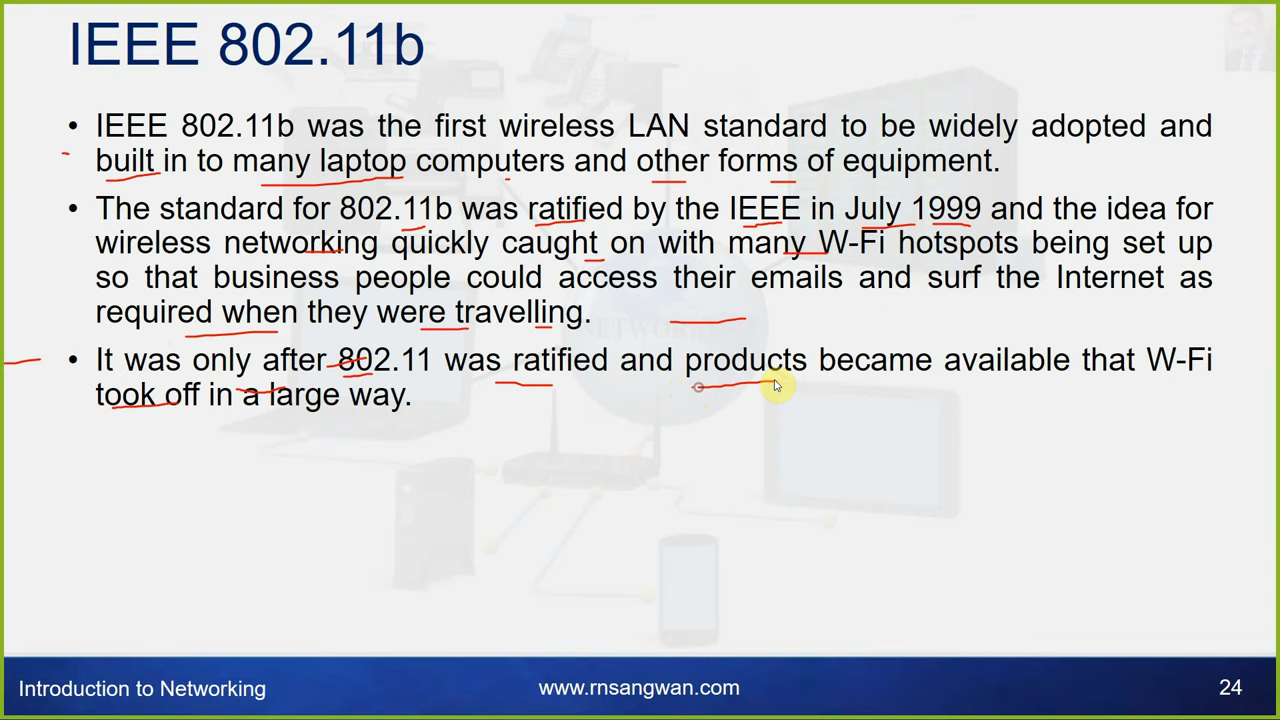 IEEE 802.11b
• IEEE 802.11b was the first wireless LAN standard to be widely adopted and
built in to many laptop computers and other forms of equipment.
• The standard for 802.11b was ratified by the IEEE in July 1999 and the idea for
wireless networking quickly caught on with many W-Fi hotspots being set up
so that business people could access their emails and surf the Internet as
required when they were travelling.
• It was only after 802.11 was ratified and products became available that W-Fi
took off in a large way.
NETWORK
Introduction to Networking
www.rnsangwan.com
24